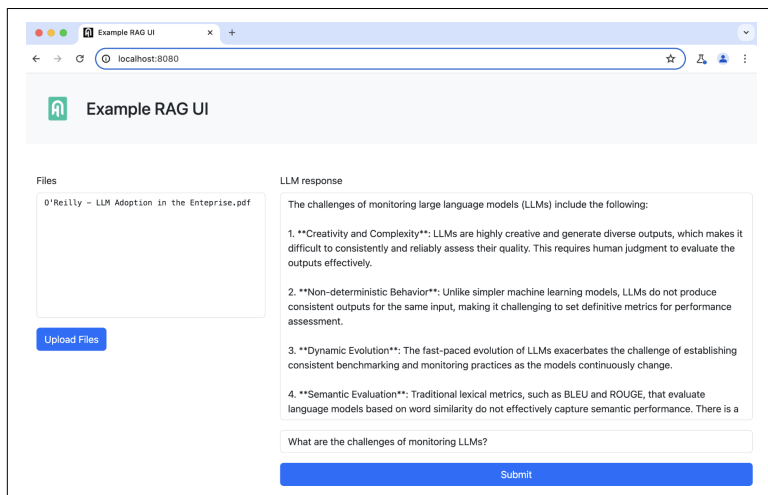 Example RAG UI
localhost:8080
Example RAG UI
Files
O'Reilly – LLM Adoption in the Enteprise.pdf
Upload Files
LLM response
The challenges of monitoring large language models (LLMs) include the following:
1. **Creativity and Complexity**: LLMs are highly creative and generate diverse outputs, which makes it
difficult to consistently and reliably assess their quality. This requires human judgment to evaluate the
outputs effectively.
2. **Non-deterministic Behavior**: Unlike simpler machine learning models, LLMs do not produce
consistent outputs for the same input, making it challenging to set definitive metrics for performance
assessment.
3. **Dynamic Evolution**: The fast-paced evolution of LLMs exacerbates the challenge of establishing
consistent benchmarking and monitoring practices as the models continuously change.
4. **Semantic Evaluation**: Traditional lexical metrics, such as BLEU and ROUGE, that evaluate
language models based on word similarity do not effectively capture semantic performance. There is a
What are the challenges of monitoring LLMs?
Submit